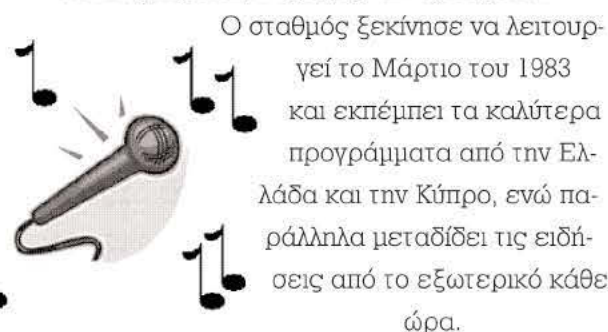 Ο σταθμός ξεκίνησε να λειτουρ-
γεί το Μάρτιο του 1983
και εκπέμπει τα καλύτερα
προγράμματα από την Ελ-
λάδα και την Κύπρο, ενώ πα-
ράλληλα μεταδίδει τις ειδή-
σεις από το εξωτερικό κάθε
ώρα.